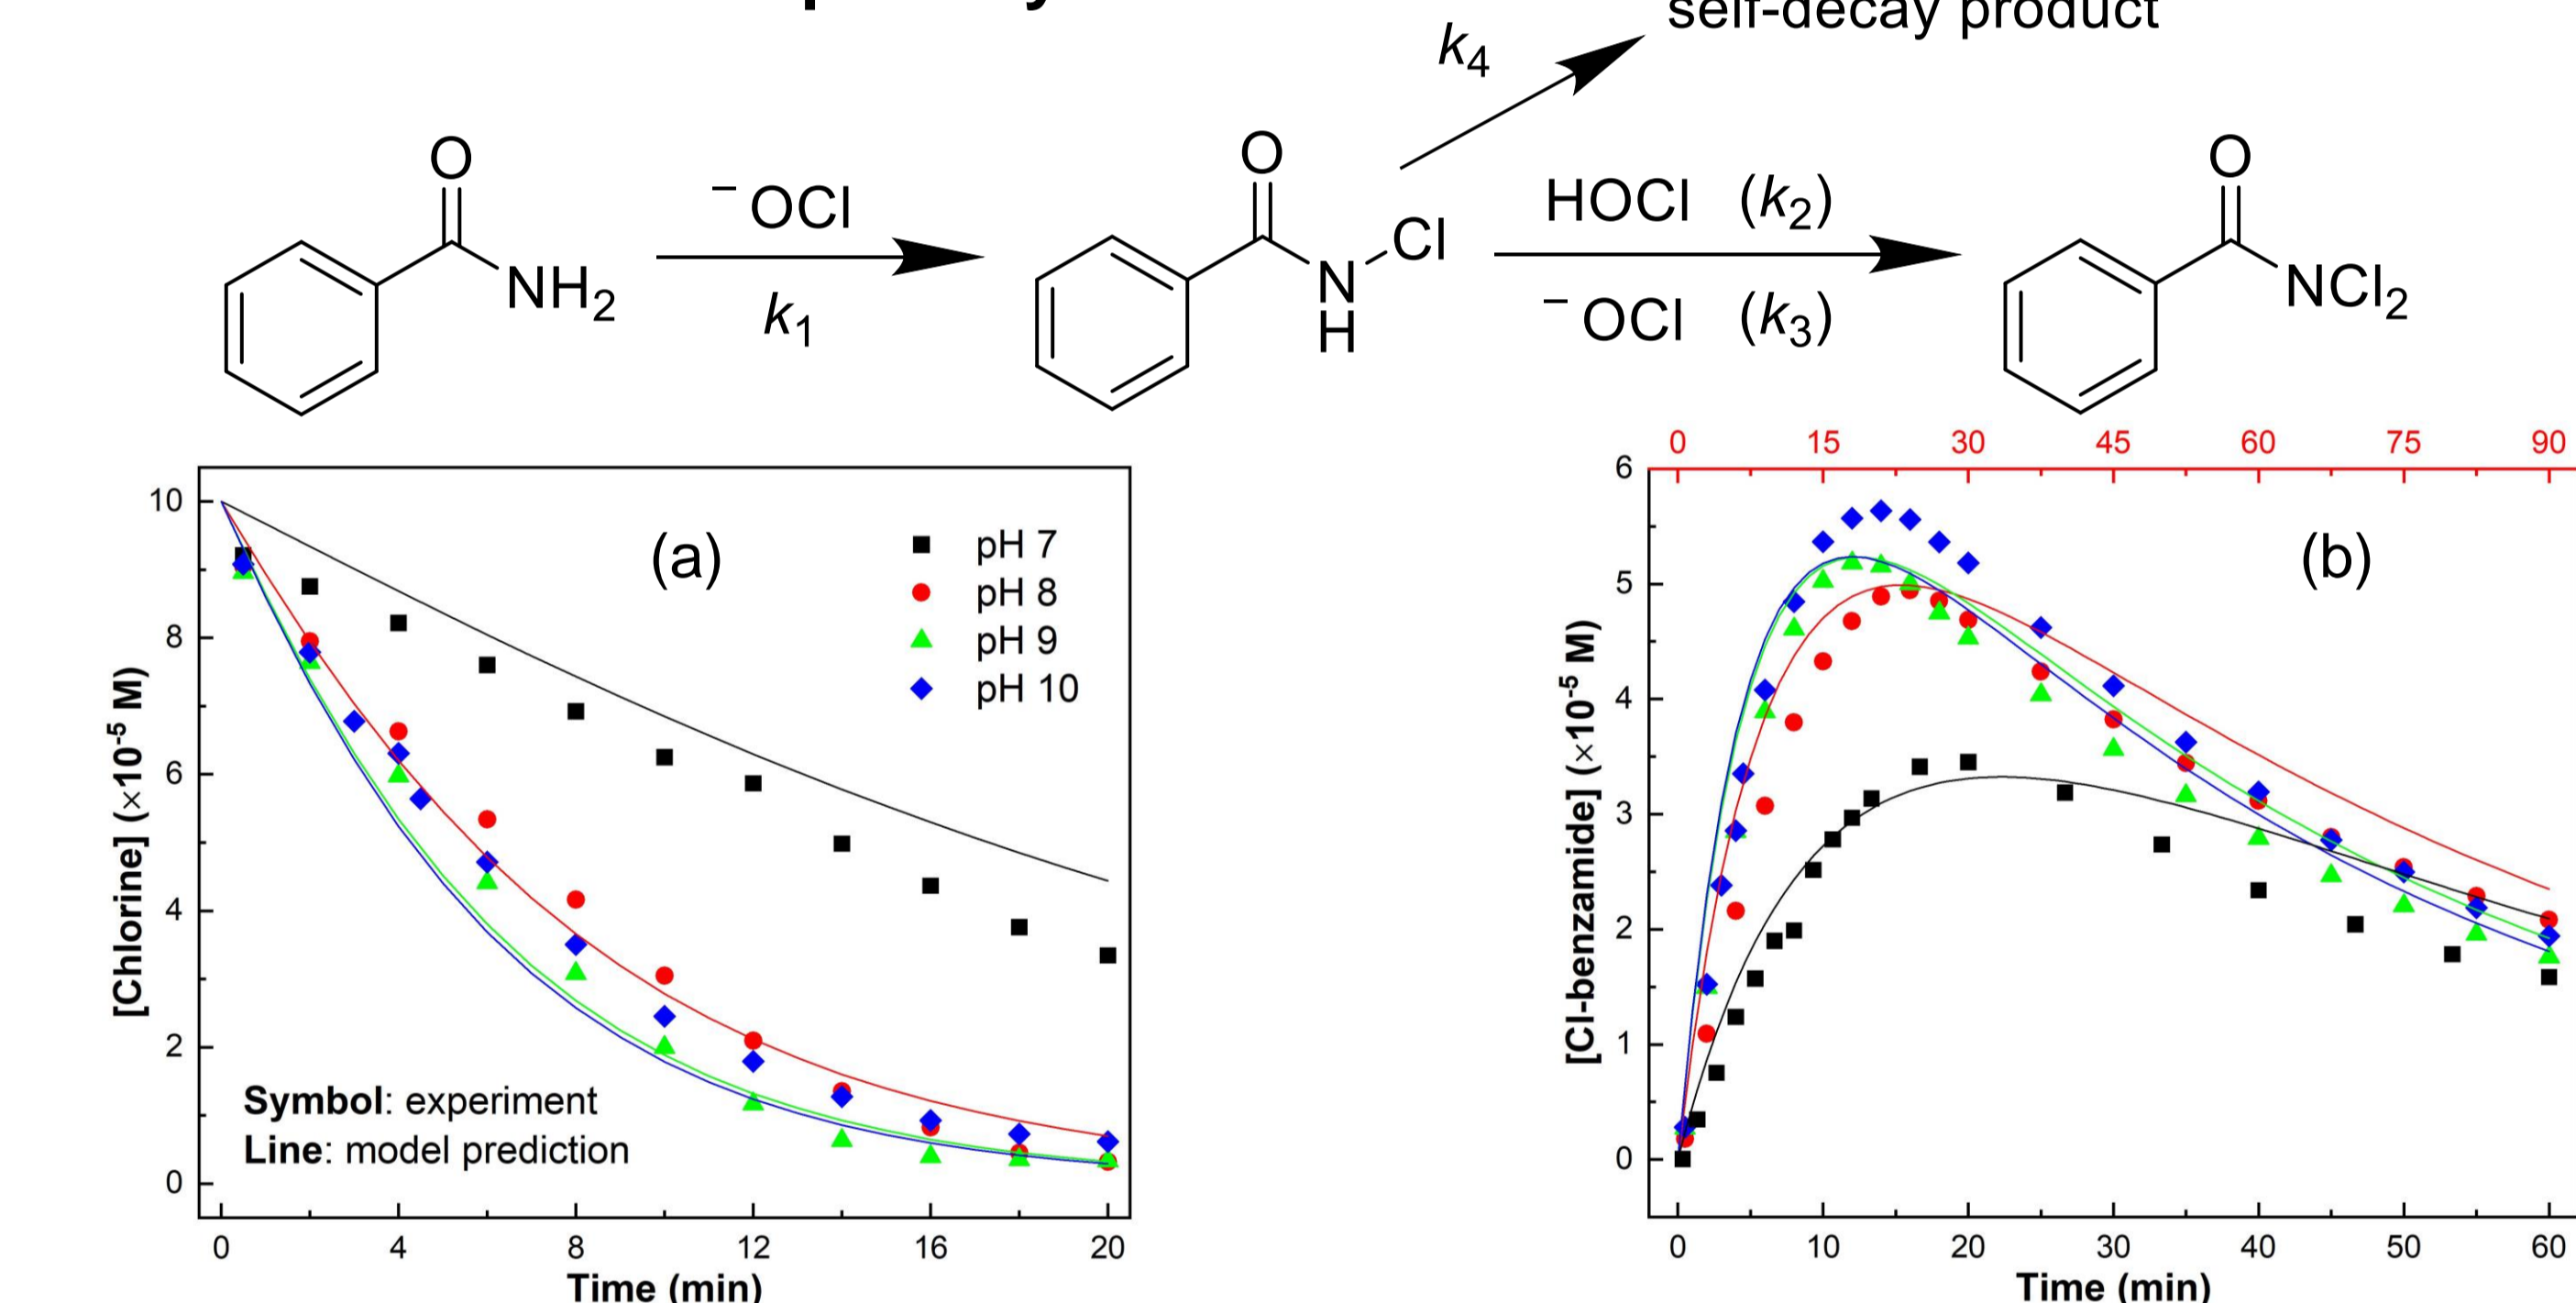 k4
self-decay product
O
NH2
⁻OCl
k1
O
Cl
N
H
HOCl (k2)
⁻OCl (k3)
O
NCl2
(a)
pH 7
pH 8
pH 9
pH 10
Symbol: experiment
Line: model prediction
[Chlorine] (×10⁻⁵ M)
10
8
6
4
2
0
0 4 8 12 16 20
Time (min)
0 15 30 45 60 75 90
(b)
[Cl-benzamide] (×10⁻⁵ M)
6
5
4
3
2
1
0
0 10 20 30 40 50 60
Time (min)